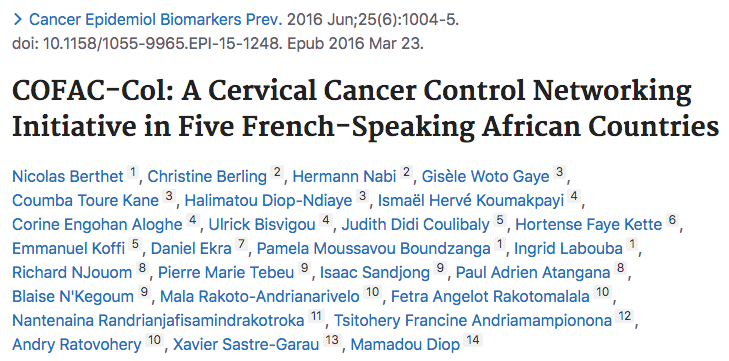 > Cancer Epidemiol Biomarkers Prev. 2016 Jun;25(6):1004-5.
doi: 10.1158/1055-9965.EPI-15-1248. Epub 2016 Mar 23.
COFAC-Col: A Cervical Cancer Control Networking
Initiative in Five French-Speaking African Countries
Nicolas Berthet 1, Christine Berling 2, Hermann Nabi 2, Gisèle Woto Gaye 3,
Coumba Toure Kane 3, Halimatou Diop-Ndiaye 3, Ismaël Hervé Koumakpayi 4,
Corine Engohan Aloghe 4, Ulrick Bisvigou 4, Judith Didi Coulibaly 5, Hortense Faye Kette 6,
Emmanuel Koffi 5, Daniel Ekra 7, Pamela Moussavou Boundzanga 1, Ingrid Labouba 1,
Richard NJouom 8, Pierre Marie Tebeu 9, Isaac Sandjong 9, Paul Adrien Atangana 8,
Blaise N'Kegoum 9, Mala Rakoto-Andrianarivelo 10, Fetra Angelot Rakotomalala 10,
Nantenaina Randrianjafisamindrakotroka 11, Tsitohery Francine Andriamampionona 12,
Andry Ratovohery 10, Xavier Sastre-Garau 13, Mamadou Diop 14